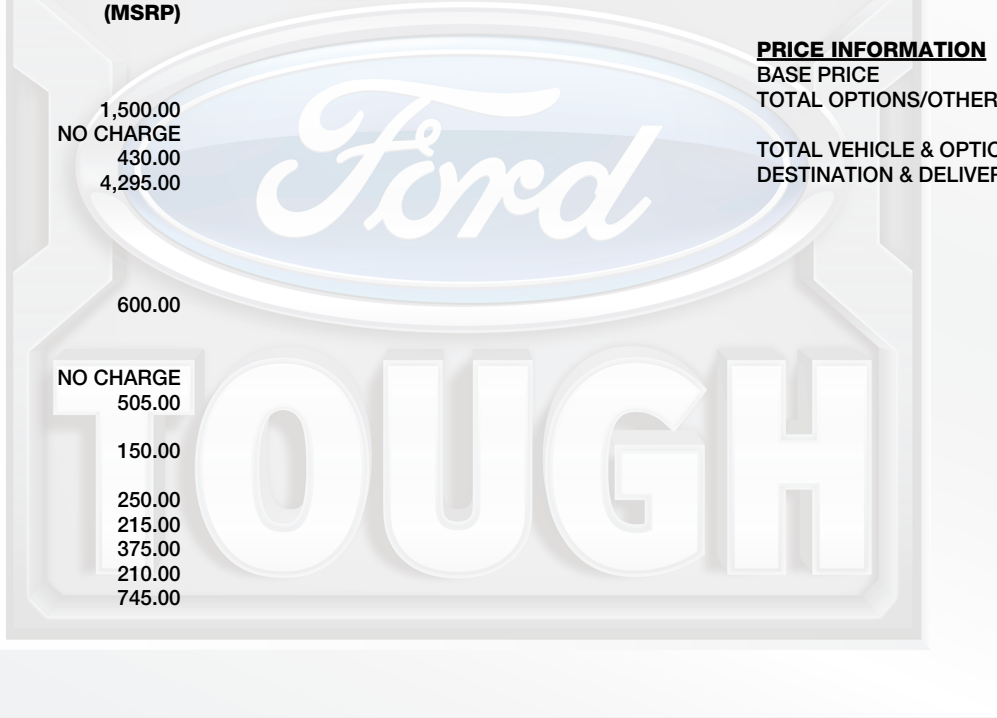 (MSRP)
1,500.00
NO CHARGE
430.00
4,295.00
600.00
NO CHARGE
505.00
150.00
250.00
215.00
375.00
210.00
745.00
PRICE INFORMATION
BASE PRICE
TOTAL OPTIONS/OTHER
TOTAL VEHICLE & OPTIO
DESTINATION & DELIVER
Ford
TOUGH